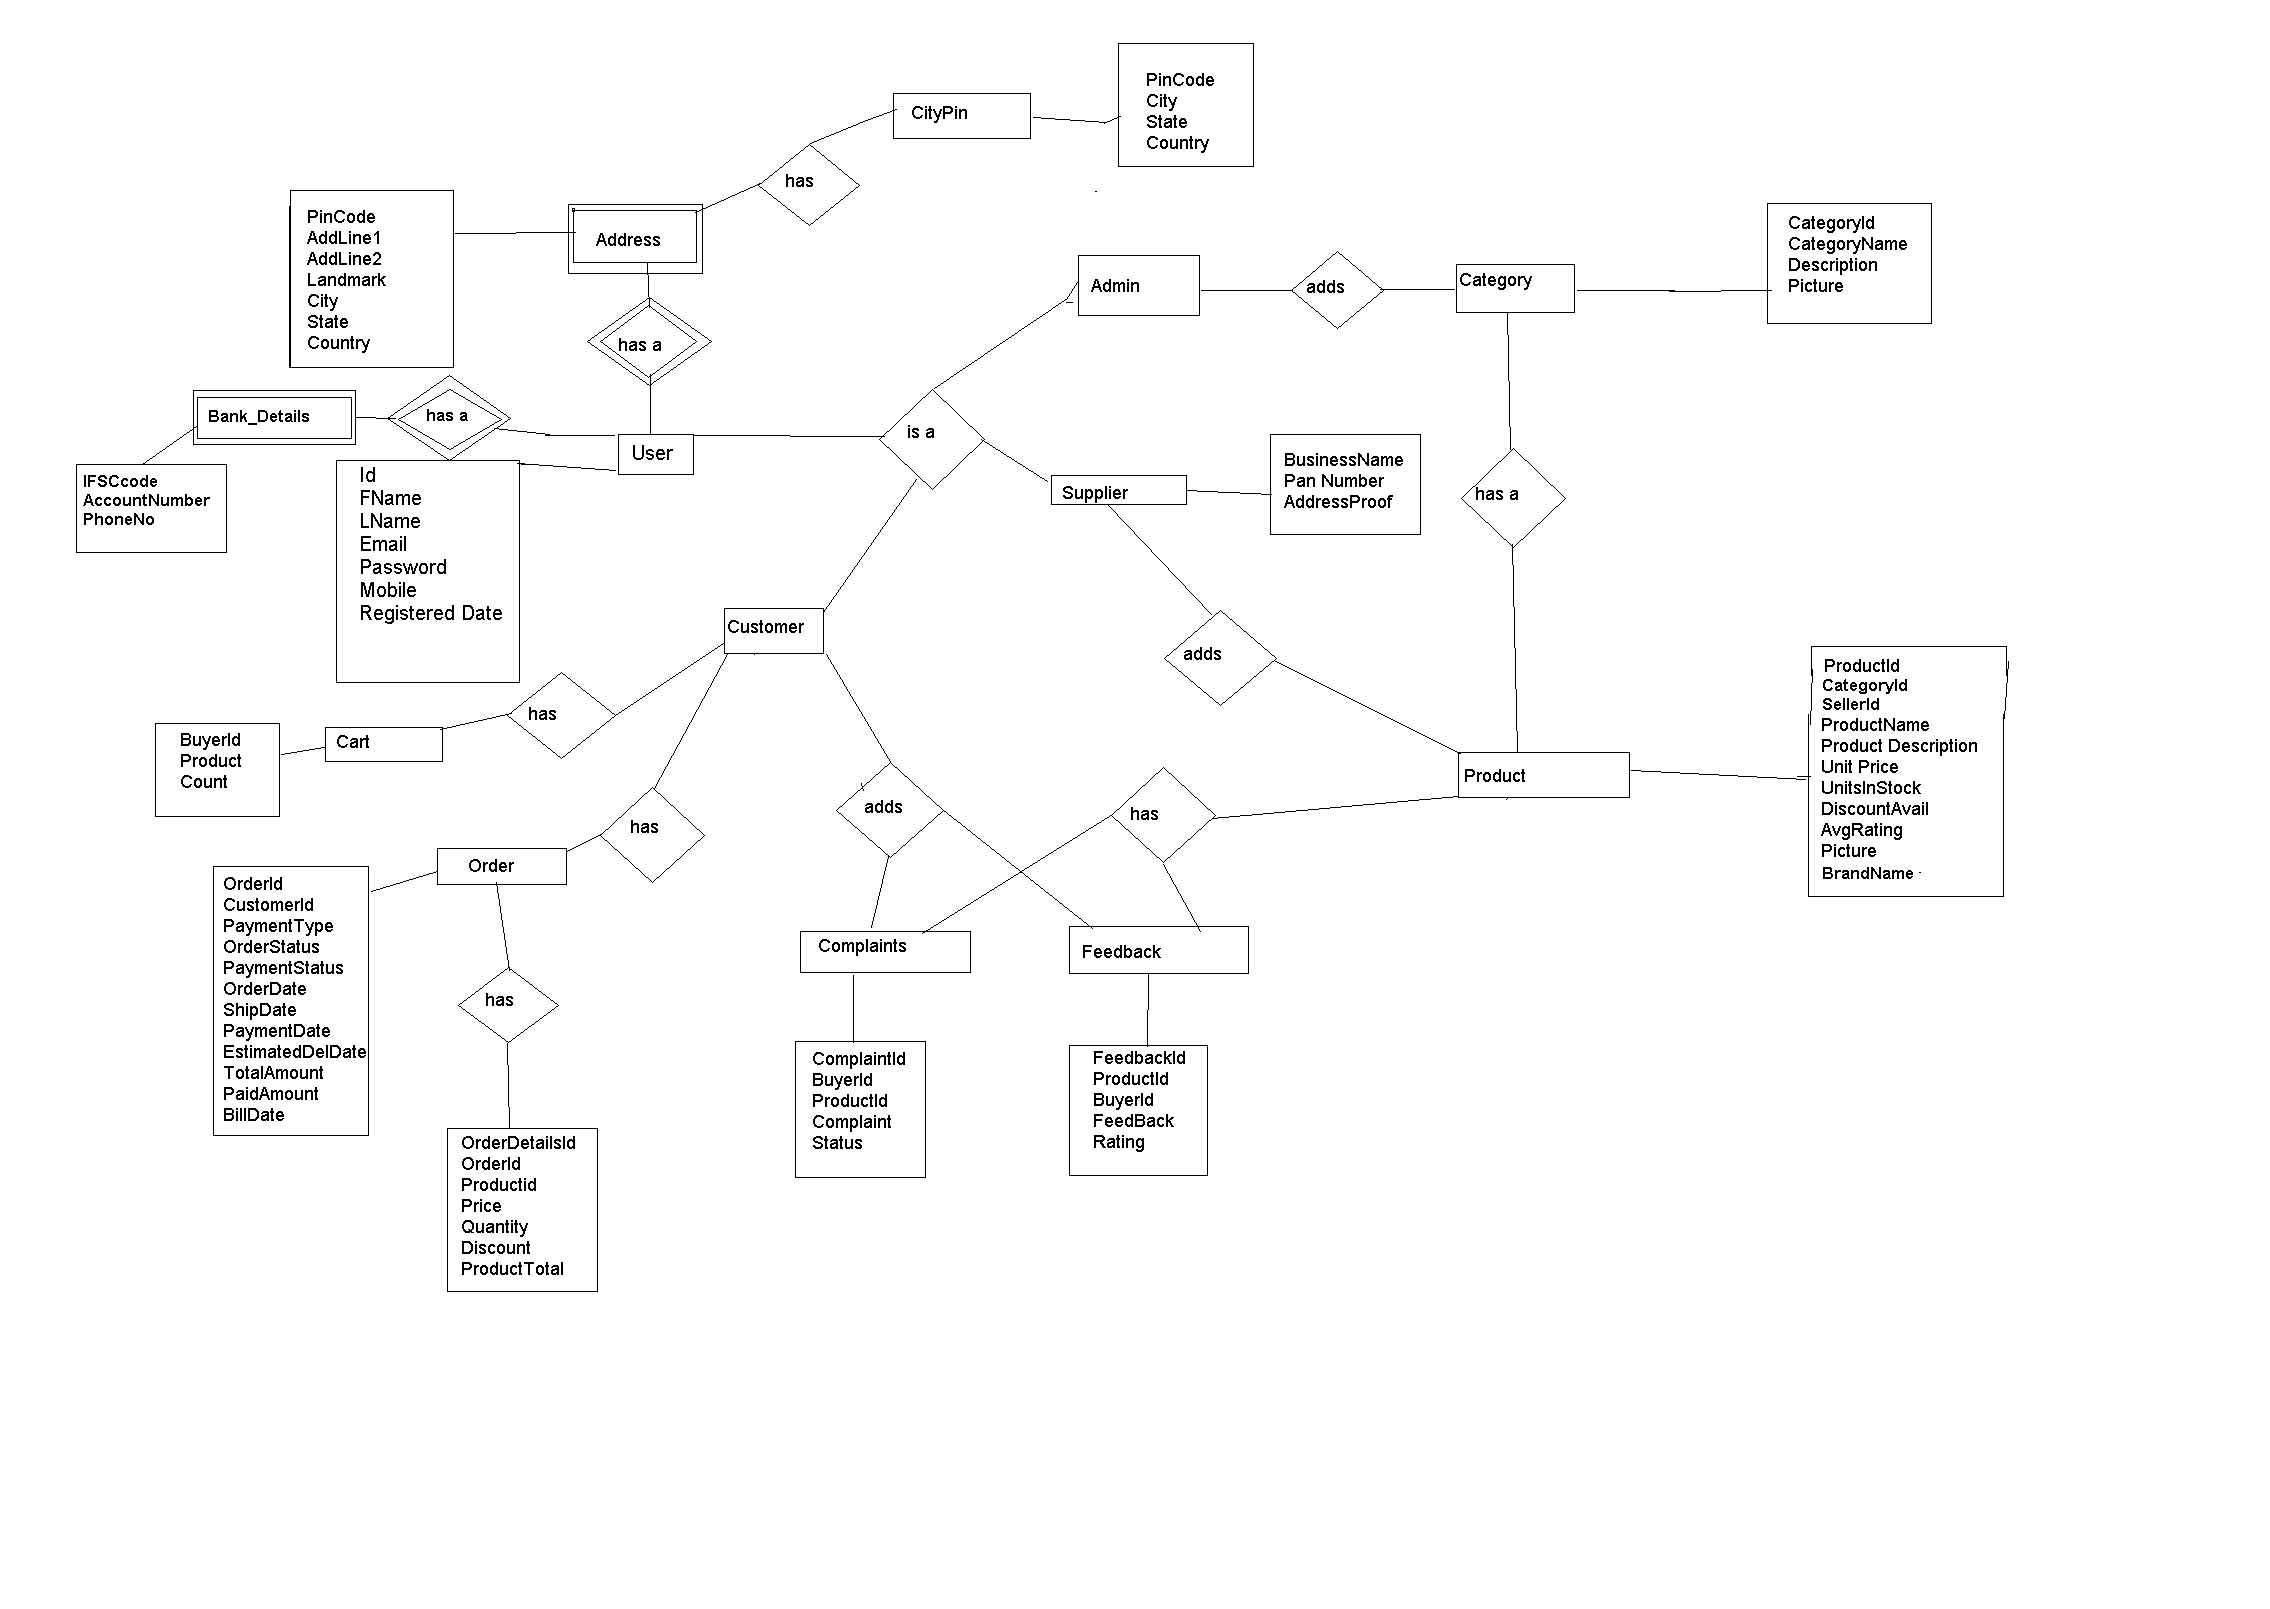 PinCode
City
State
Country
CityPin
has
PinCode
AddLine1
AddLine2
Landmark
City
State
Country
Address
has a
Admin
adds
Category
CategoryId
CategoryName
Description
Picture
Bank_Details
has a
User
is a
IFSCcode
AccountNumber
PhoneNo
Id
FName
LName
Email
Password
Mobile
Registered Date
Supplier
BusinessName
Pan Number
AddressProof
has a
Customer
adds
has
Cart
BuyerId
Product
Count
Product
ProductId
CategoryId
SellerId
ProductName
Product Description
Unit Price
UnitsInStock
DiscountAvail
AvgRating
Picture
BrandName
has
adds
has
Order
OrderId
CustomerId
PaymentType
OrderStatus
PaymentStatus
OrderDate
ShipDate
PaymentDate
EstimatedDelDate
TotalAmount
PaidAmount
BillDate
has
Complaints
Feedback
ComplaintId
BuyerId
ProductId
Complaint
Status
FeedbackId
ProductId
BuyerId
FeedBack
Rating
OrderDetailsId
OrderId
Productid
Price
Quantity
Discount
ProductTotal